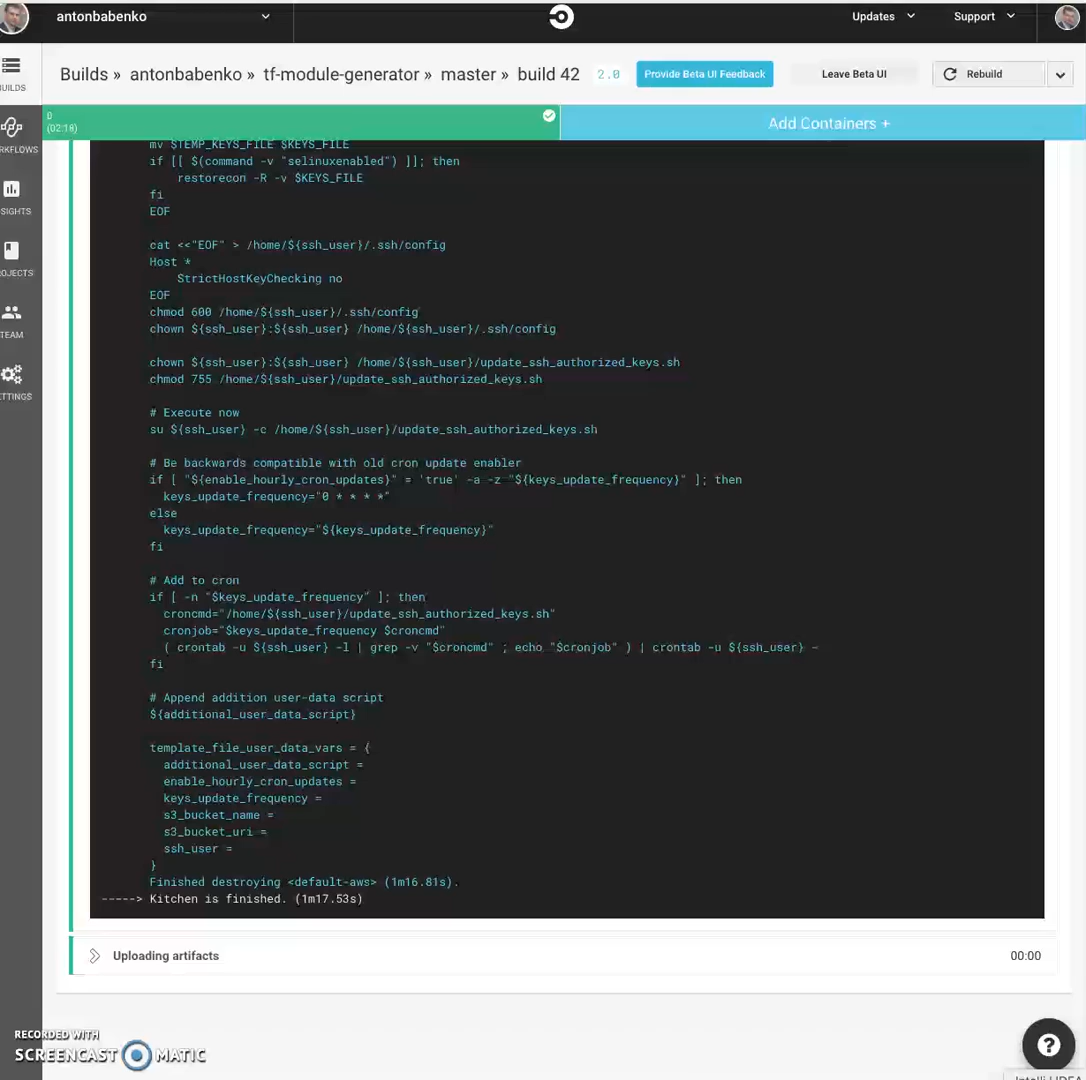 antonbabenko
Updates
Support
Builds » antonbabenko » tf-module-generator » master » build 42
2.0
Provide Beta UI Feedback
Leave Beta UI
Rebuild
UILDS
0
(02:18)
Add Containers +
RKFLOWS
SIGHTS
OJECTS
TEAM
TTINGS
mv $TEMP_KEYS_FILE $KEYS_FILE
if [[ $(command -v "selinuxenabled") ]]; then
restorecon -R -v $KEYS_FILE
fi
EOF
cat <<"EOF" > /home/${ssh_user}/.ssh/config
Host *
StrictHostKeyChecking no
EOF
chmod 600 /home/${ssh_user}/.ssh/config
chown ${ssh_user}:${ssh_user} /home/${ssh_user}/.ssh/config
chown ${ssh_user}:${ssh_user} /home/${ssh_user}/update_ssh_authorized_keys.sh
chmod 755 /home/${ssh_user}/update_ssh_authorized_keys.sh
# Execute now
su ${ssh_user} -c /home/${ssh_user}/update_ssh_authorized_keys.sh
# Be backwards compatible with old cron update enabler
if [ "${enable_hourly_cron_updates}" = 'true' -a -z "${keys_update_frequency}" ]; then
keys_update_frequency="0 * * * *"
else
keys_update_frequency="${keys_update_frequency}"
fi
# Add to cron
if [ -n "$keys_update_frequency" ]; then
croncmd="/home/${ssh_user}/update_ssh_authorized_keys.sh"
cronjob="$keys_update_frequency $croncmd"
( crontab -u ${ssh_user} -l | grep -v "$croncmd" ; echo "$cronjob" ) | crontab -u ${ssh_user} -
fi
# Append addition user-data script
${additional_user_data_script}
template_file_user_data_vars = {
additional_user_data_script =
enable_hourly_cron_updates =
keys_update_frequency =
s3_bucket_name =
s3_bucket_uri =
ssh_user =
}
Finished destroying <default-aws> (1m16.81s).
-----> Kitchen is finished. (1m17.53s)
Uploading artifacts
00:00
RECORDED WITH
SCREENCAST MATIC
?